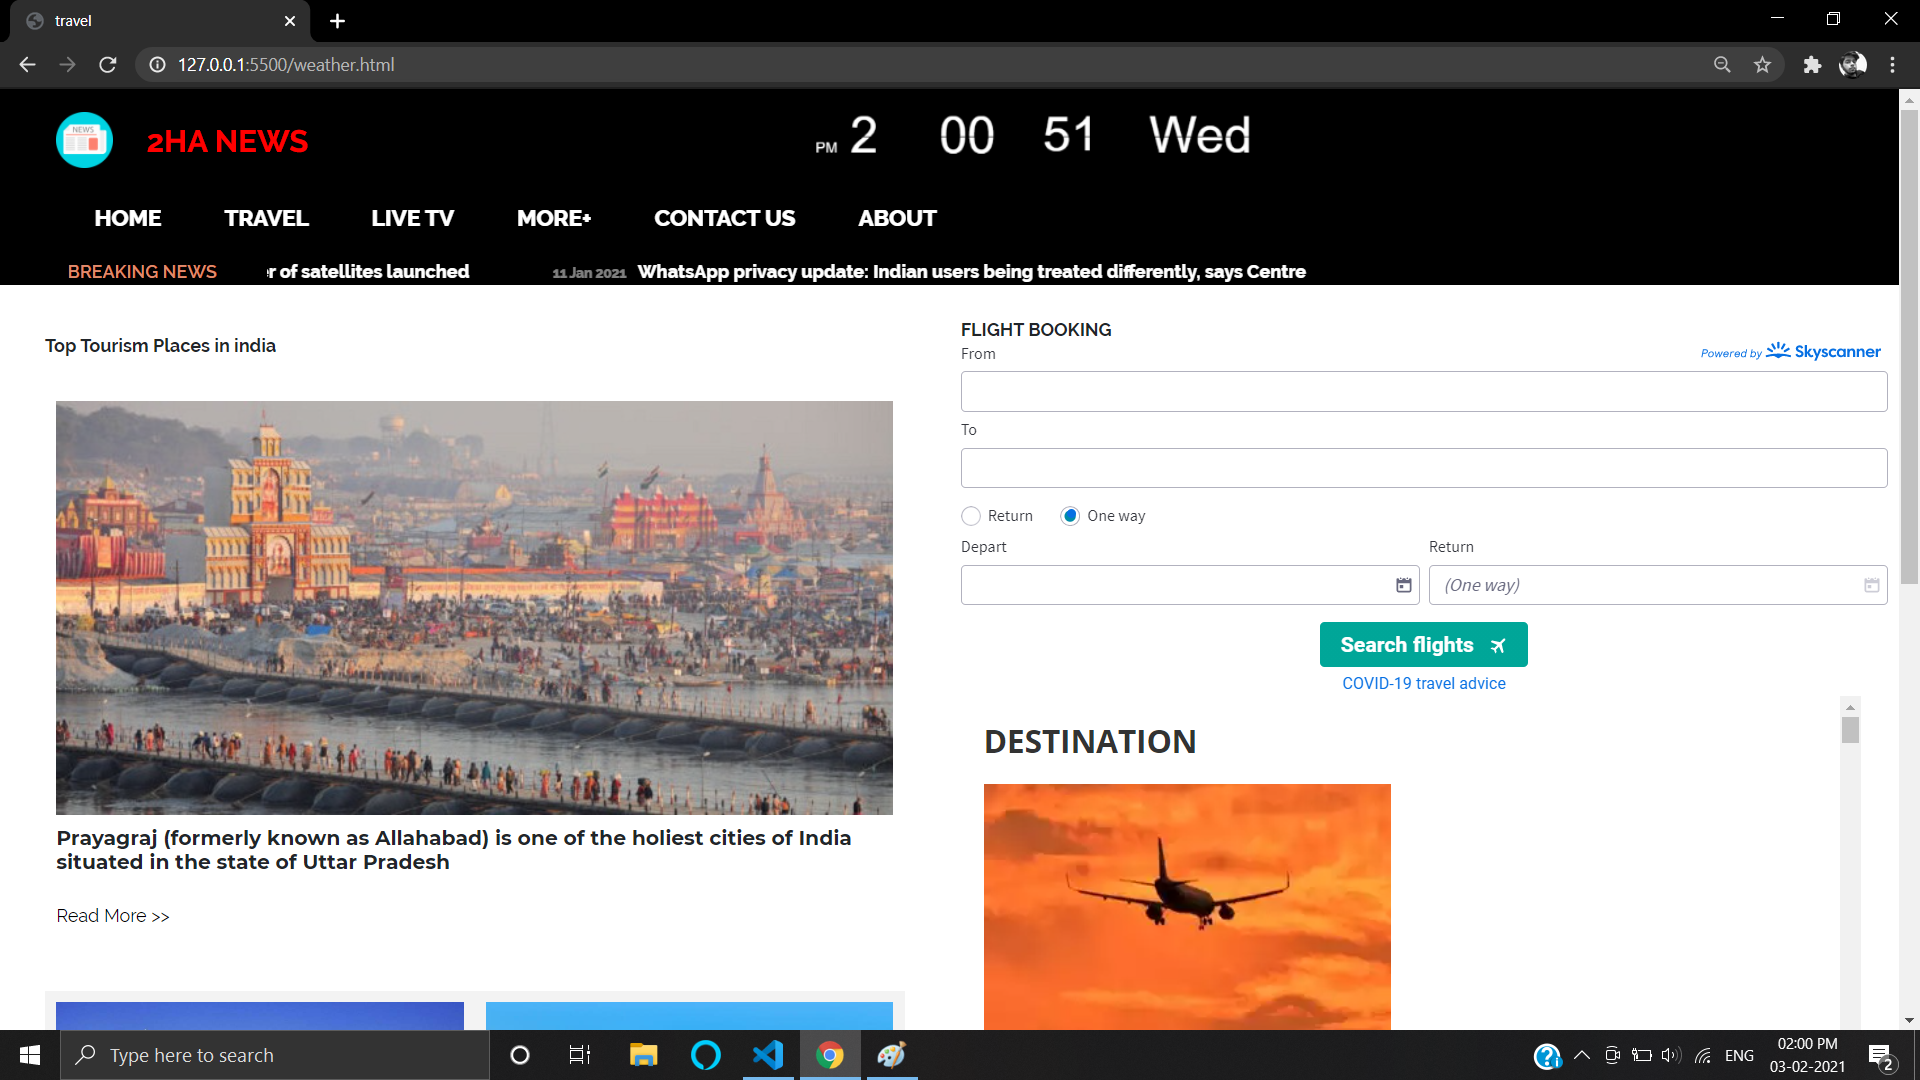 travel
127.0.0.1:5500/weather.html
NEWS
2HA NEWS
PM 2 00 51 Wed
HOME TRAVEL LIVE TV MORE+ CONTACT US ABOUT
BREAKING NEWS er of satellites launched 11 Jan 2021 WhatsApp privacy update: Indian users being treated differently, says Centre
Top Tourism Places in india
Prayagraj (formerly known as Allahabad) is one of the holiest cities of India
situated in the state of Uttar Pradesh
Read More >>
FLIGHT BOOKING
From
Powered by Skyscanner
To
Return One way
Depart Return
(One way)
Search flights
COVID-19 travel advice
DESTINATION
Type here to search
ENG
02:00 PM
03-02-2021
2